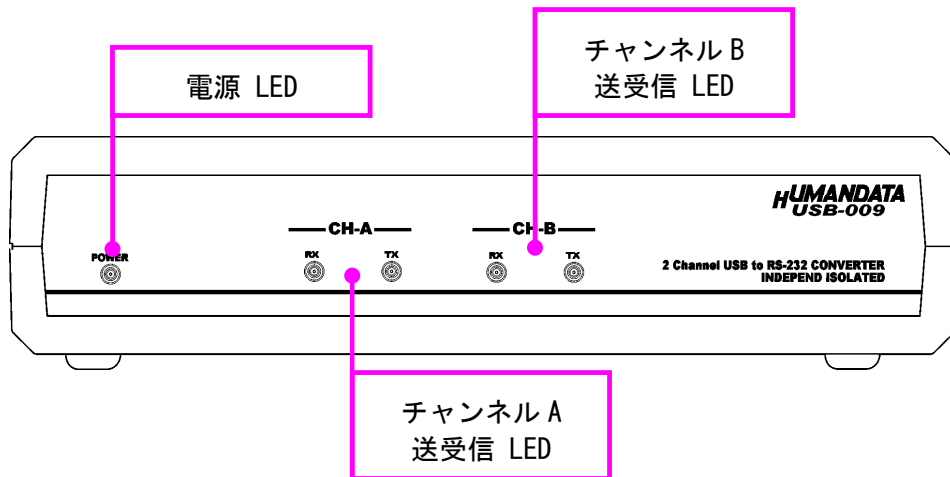 チャンネル B
送受信 LED
電源 LED
HUMANDATA
USB-009
CH-A
CH-B
POWER
RX
TX
RX
TX
2 Channel USB to RS-232 CONVERTER
INDEPEND ISOLATED
チャンネル A
送受信 LED